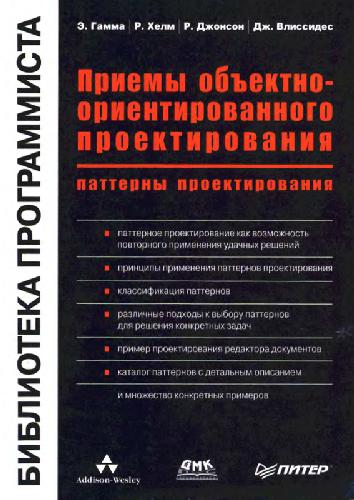 Э. Гамма Р. Хелм Р. Джонсон Дж. Влиссидес
БИБЛИОТЕКА ПРОГРАММИСТА
Приемы объектно-
ориентированного
проектирования
паттерны проектирования
паттерное проектирование как возможность
повторного применения удачных решений
принципы применения паттернов проектирования
классификация паттернов
различные подходы к выбору паттернов
для решения конкретных задач
пример проектирования редактора документов
каталог паттернов с детальным описанием
и множество конкретных примеров
Addison-Wesley
ДМК
ПИТЕР